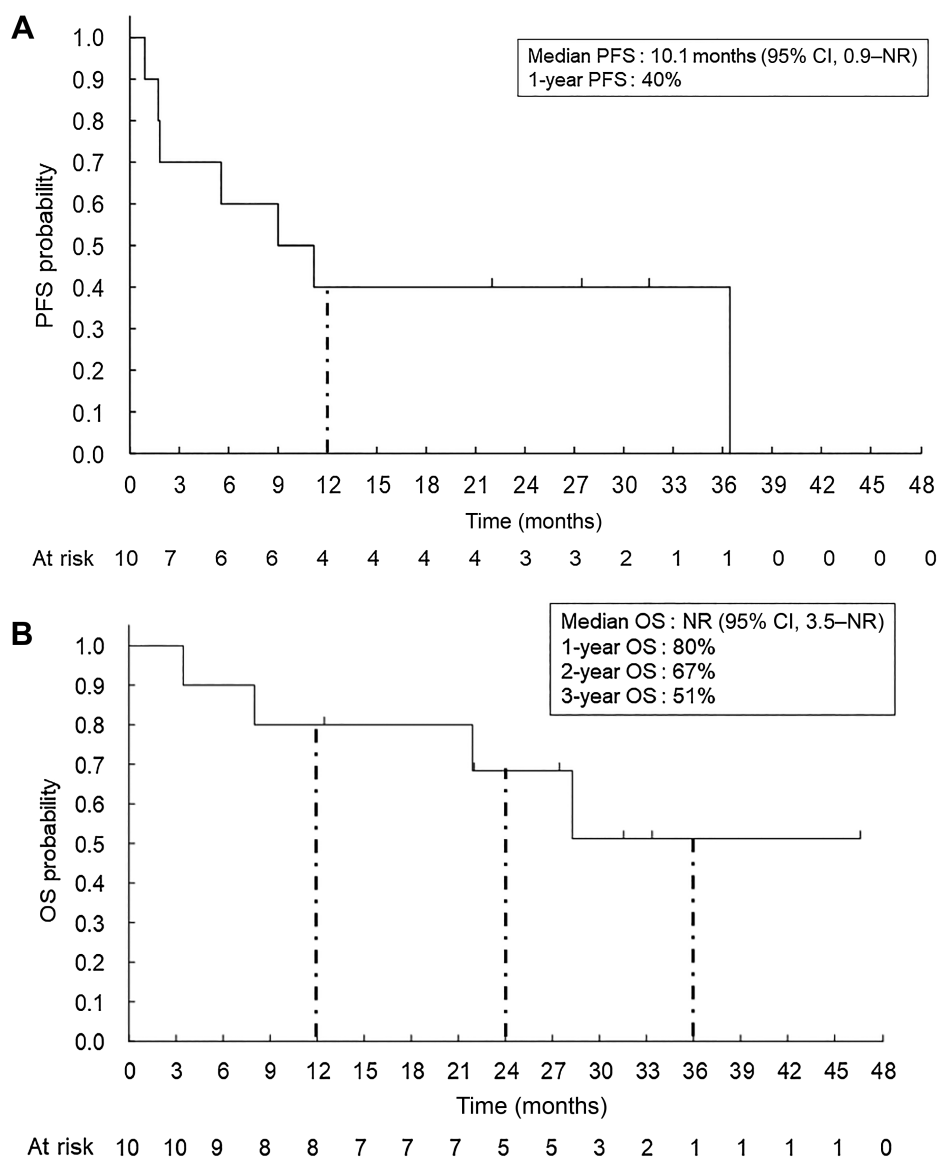 A
Median PFS : 10.1 months (95% CI, 0.9–NR)
1-year PFS : 40%
PFS probability
1.0
0.9
0.8
0.7
0.6
0.5
0.4
0.3
0.2
0.1
0.0
0 3 6 9 12 15 18 21 24 27 30 33 36 39 42 45 48
Time (months)
At risk 10 7 6 6 4 4 4 4 3 3 2 1 1 0 0 0 0
B
Median OS : NR (95% CI, 3.5–NR)
1-year OS : 80%
2-year OS : 67%
3-year OS : 51%
OS probability
1.0
0.9
0.8
0.7
0.6
0.5
0.4
0.3
0.2
0.1
0.0
0 3 6 9 12 15 18 21 24 27 30 33 36 39 42 45 48
Time (months)
At risk 10 10 9 8 8 7 7 7 5 5 3 2 1 1 1 1 0